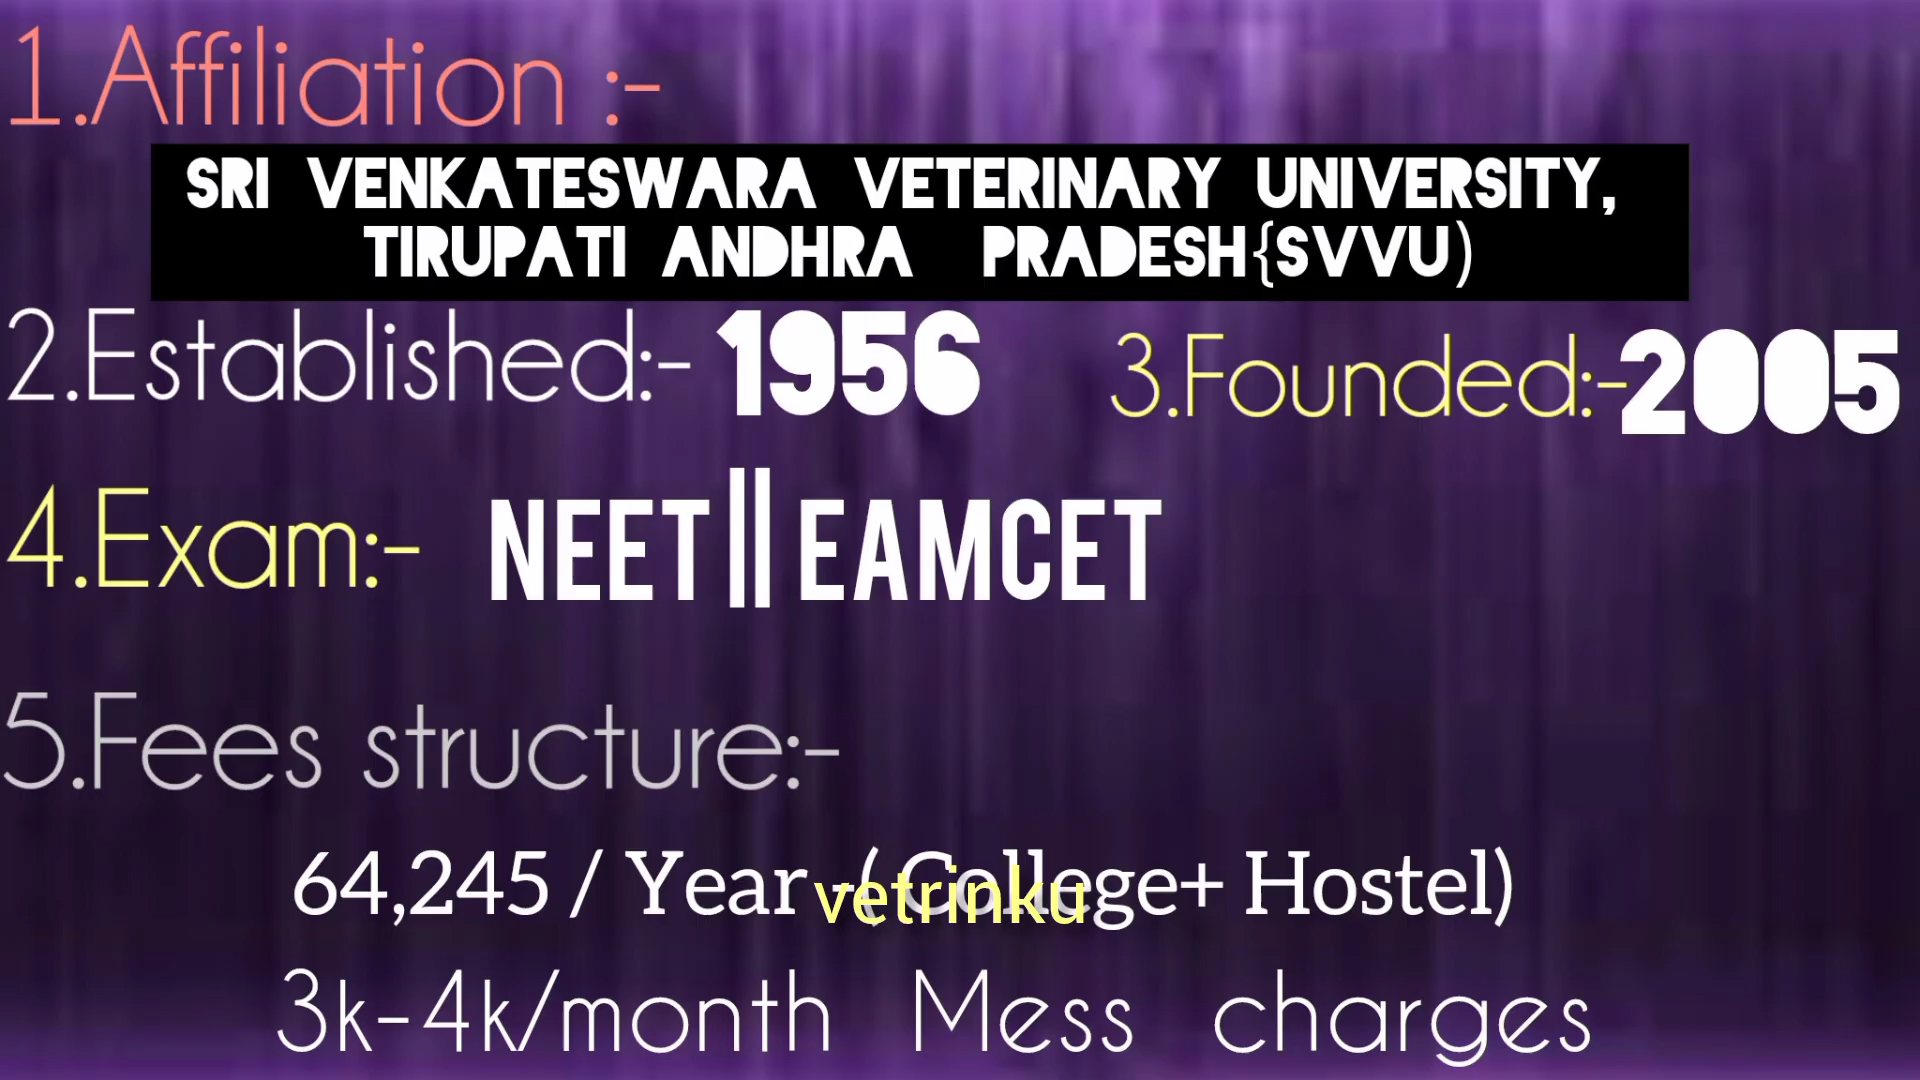 1.Affiliation :-
SRI VENKATESWARA VETERINARY UNIVERSITY,
TIRUPATI ANDHRA PRADESH{SVVU)
2.Established:- 1956
3.Founded:-2005
4.Exam:- NEET||EAMCET
5.Fees structure:-
64,245 / Year -( College+ Hostel)
vetrinku
3k-4k/month Mess charges